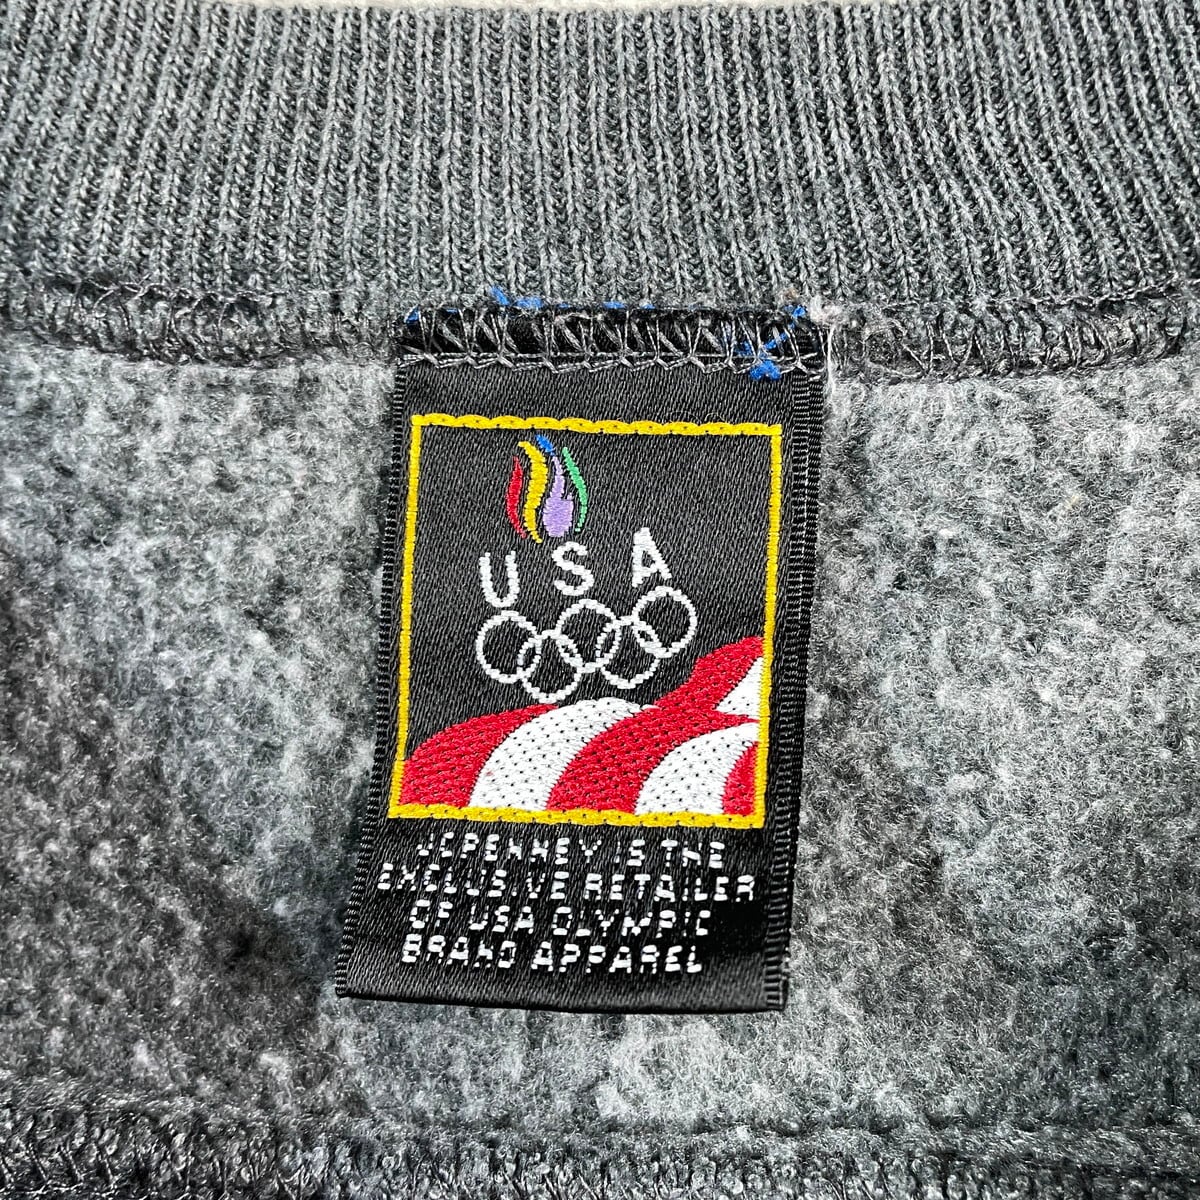 USA
JCPENNEY IS THE
EXCLUSIVE RETAILER
OF USA OLYMPIC
BRAND APPAREL